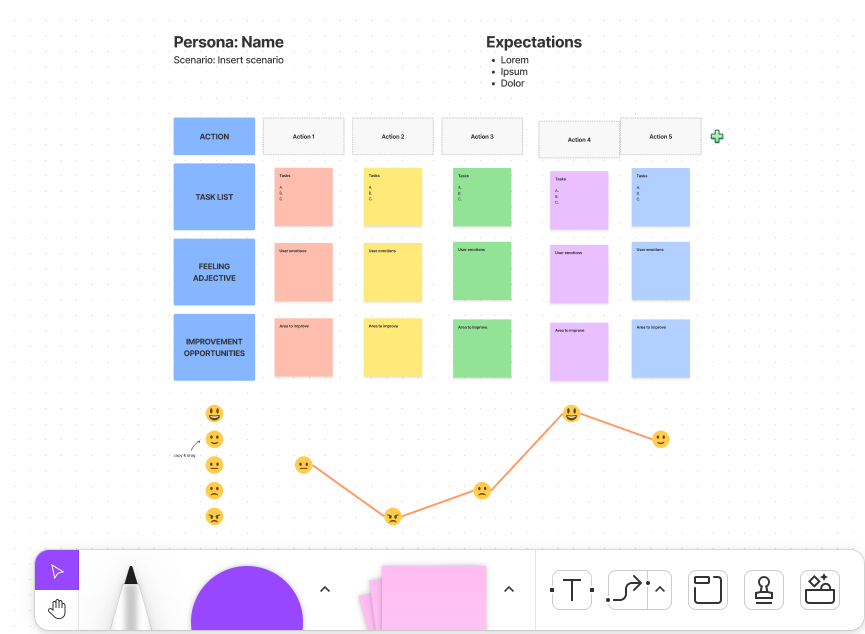 Persona: Name
Scenario: Insert scenario
Expectations
Lorem
Ipsum
Dolor
ACTION
Action 1
Action 2
Action 3
Action 4
Action 5
TASK LIST
Tasks
A.
B.
C.
Tasks
A.
B.
C.
Tasks
A.
B.
C.
Tasks
A.
B.
C.
Tasks
A.
B.
C.
FEELING
ADJECTIVE
User emotions
User emotions
User emotions
User emotions
User emotions
IMPROVEMENT
OPPORTUNITIES
Area to improve
Area to improve
Area to improve
Area to improve
Area to improve
copy & drag
T